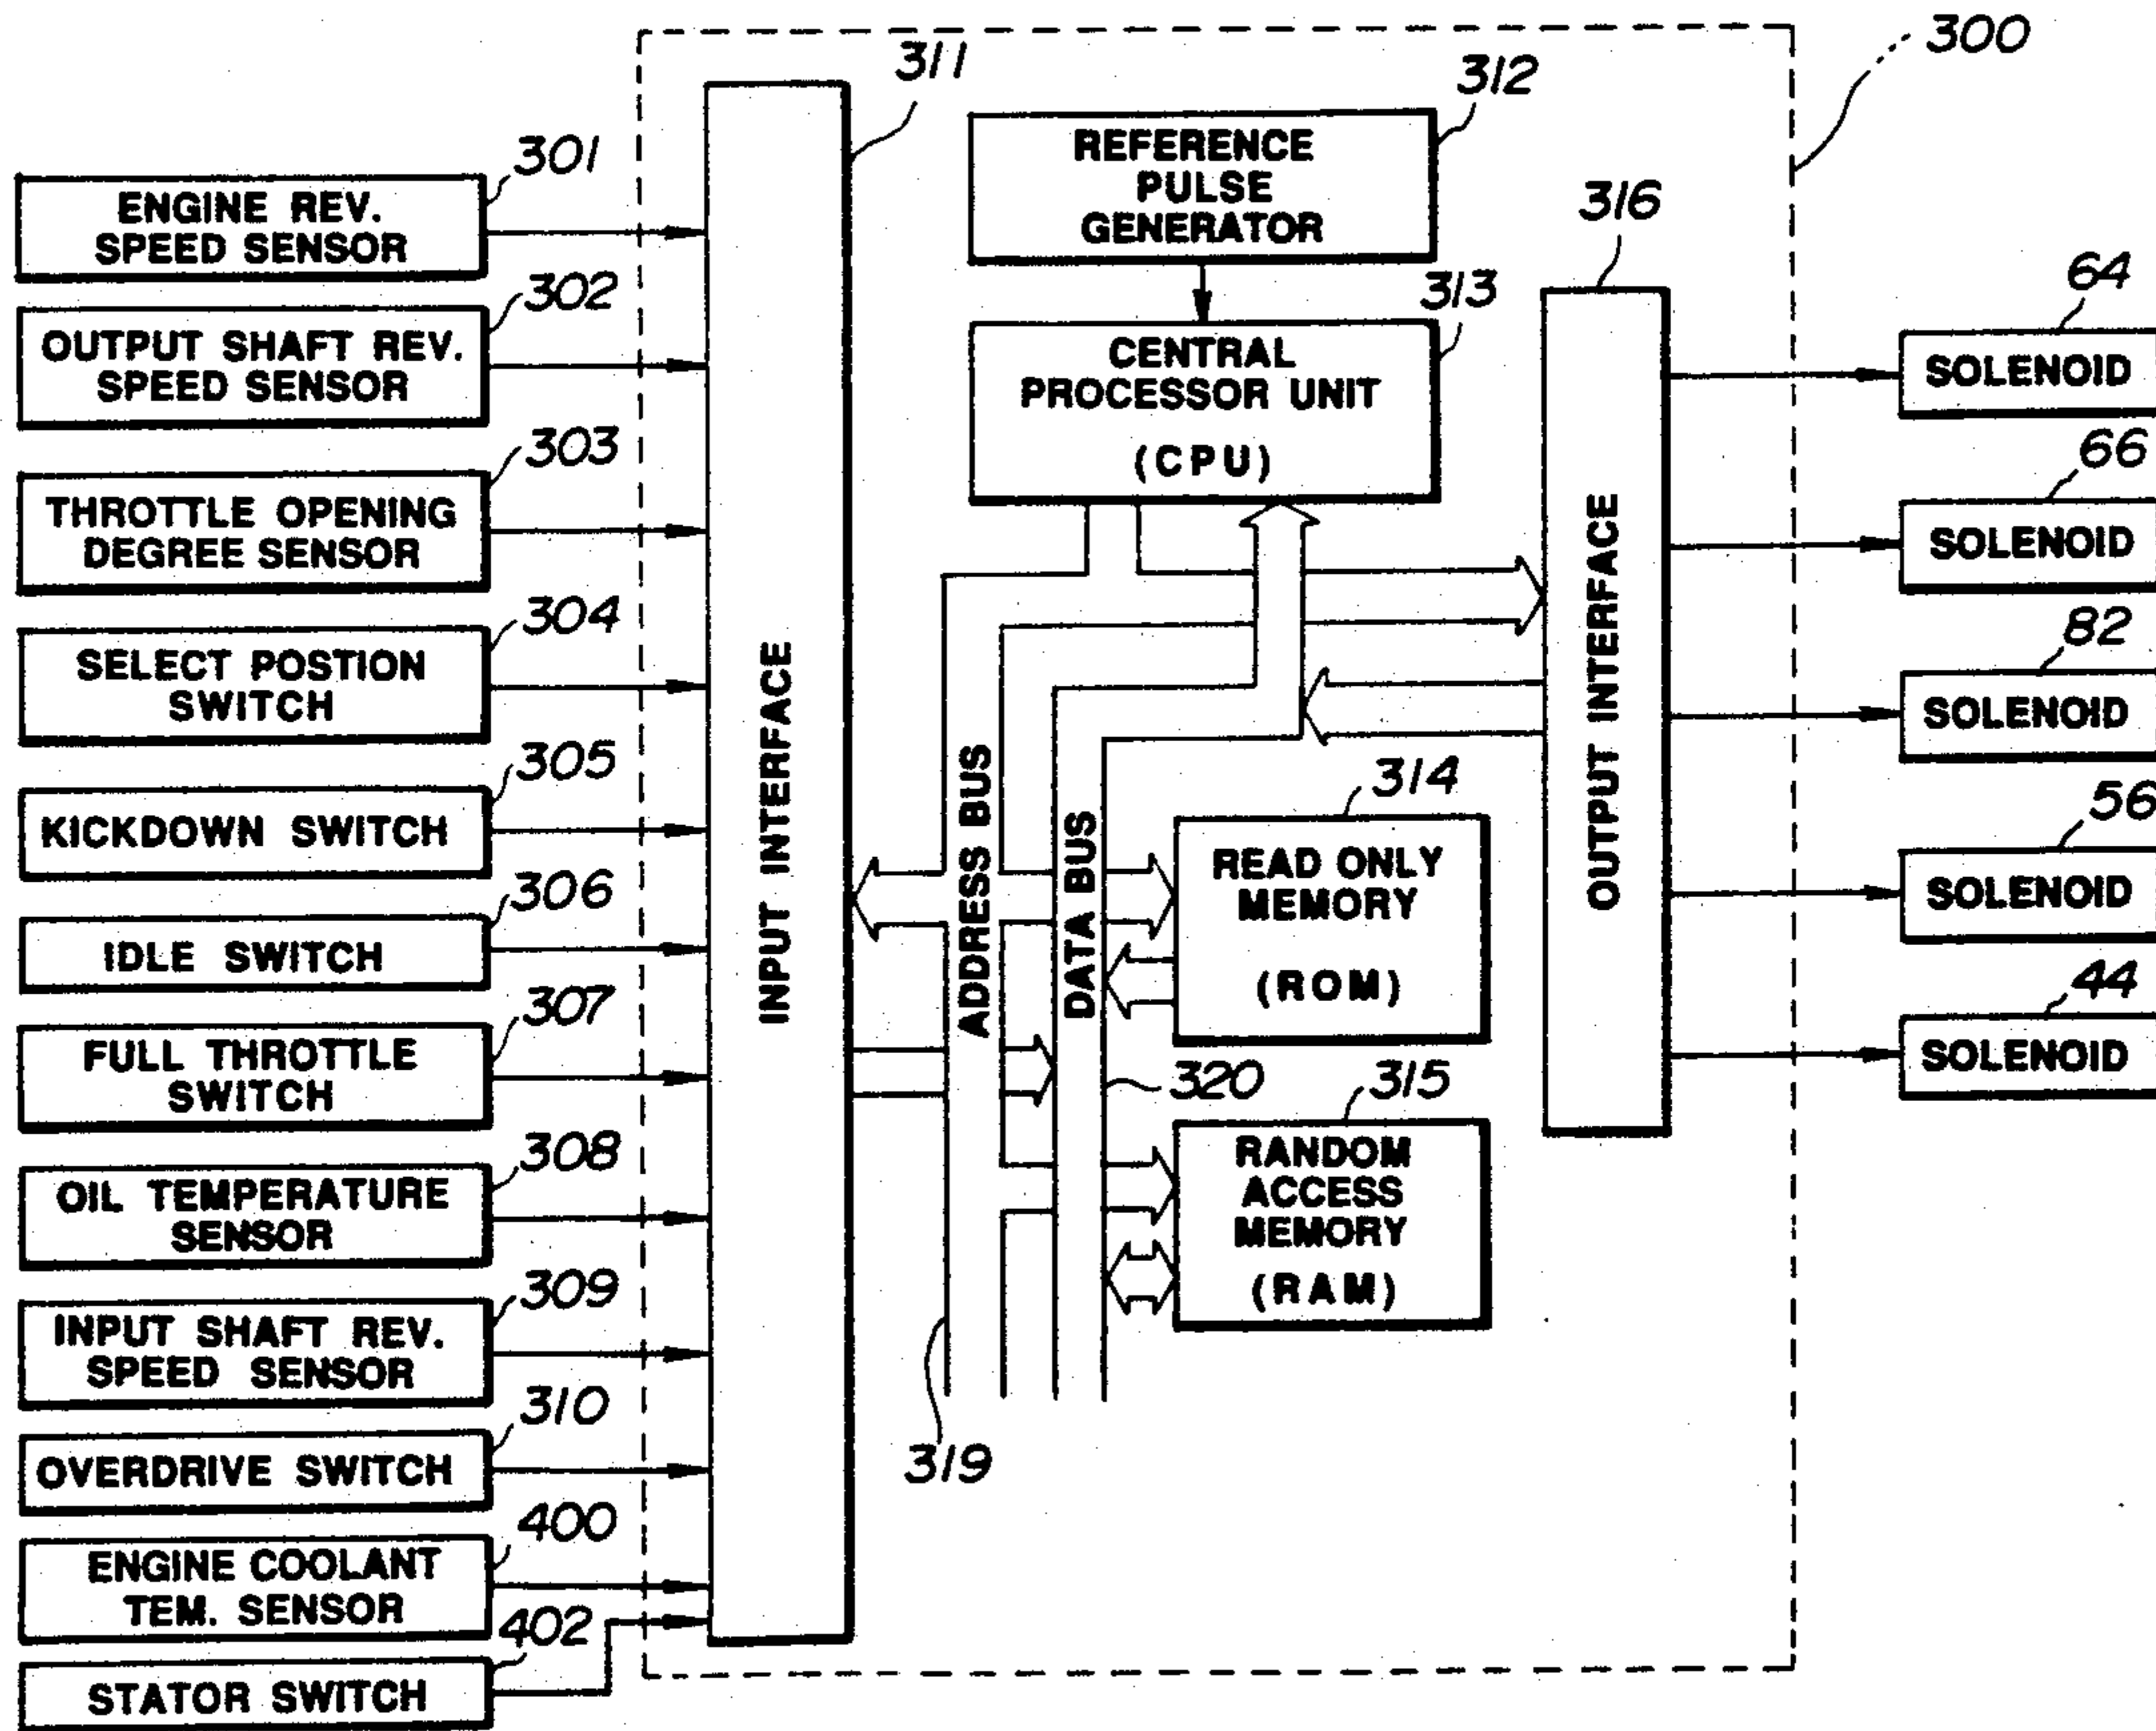 300
311
312
REFERENCE
PULSE
GENERATOR
301
ENGINE REV.
SPEED SENSOR
302
OUTPUT SHAFT REV.
SPEED SENSOR
303
THROTTLE OPENING
DEGREE SENSOR
304
SELECT POSTION
SWITCH
305
KICKDOWN SWITCH
306
IDLE SWITCH
307
FULL THROTTLE
SWITCH
308
OIL TEMPERATURE
SENSOR
309
INPUT SHAFT REV.
SPEED SENSOR
310
OVERDRIVE SWITCH
400
ENGINE COOLANT
TEM. SENSOR
402
STATOR SWITCH
INPUT INTERFACE
313
CENTRAL
PROCESSOR UNIT
(CPU)
ADDRESS BUS
DATA BUS
314
READ ONLY
MEMORY
(ROM)
320
315
RANDOM
ACCESS
MEMORY
(RAM)
319
316
OUTPUT INTERFACE
64
SOLENOID
66
SOLENOID
82
SOLENOID
56
SOLENOID
44
SOLENOID